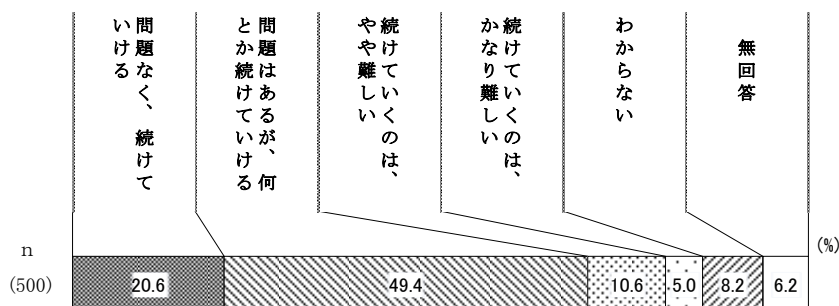 問題なく、続けて
いける
問題はあるが、何
とか続けていける
続けていくのは、
やや難しい
続けていくのは、
かなり難しい
わからない
無回答
(%)
n
(500)
20.6
49.4
10.6
5.0
8.2
6.2